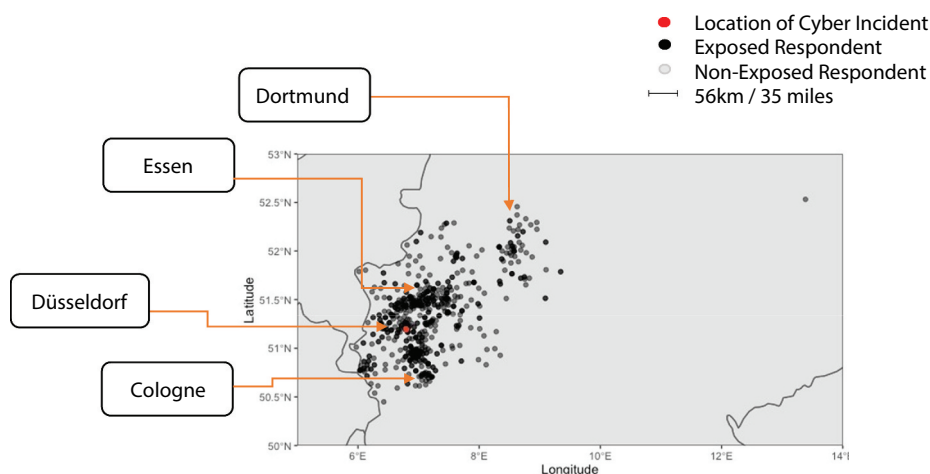 Location of Cyber Incident
Exposed Respondent
Non-Exposed Respondent
56km / 35 miles
Dortmund
Essen
Düsseldorf
Cologne
53°N
52.5°N
52°N
51.5°N
51°N
50.5°N
50°N
Latitude
6°E
8°E
10°E
12°E
14°E
Longitude